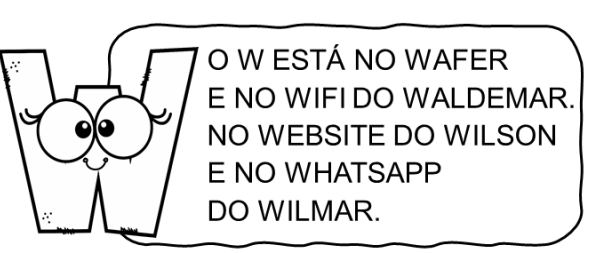 O W ESTÁ NO WAFER
E NO WIFI DO WALDEMAR.
NO WEBSITE DO WILSON
E NO WHATSAPP
DO WILMAR.